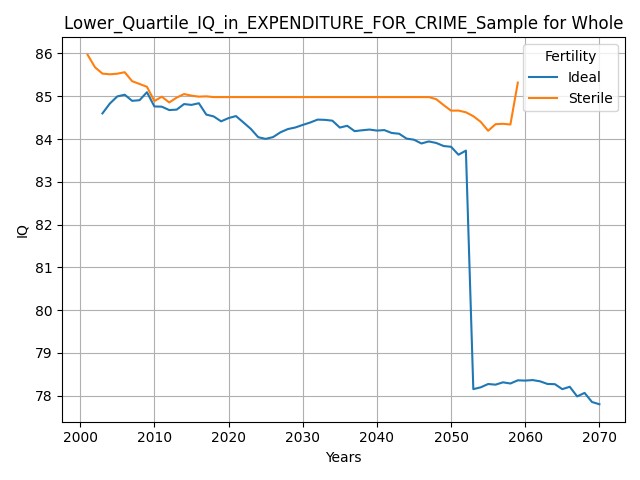 Lower_Quartile_IQ_in_EXPENDITURE_FOR_CRIME_Sample for Whole
Fertility
Ideal
Sterile
IQ
86
85
84
83
82
81
80
79
78
2000 2010 2020 2030 2040 2050 2060 2070
Years